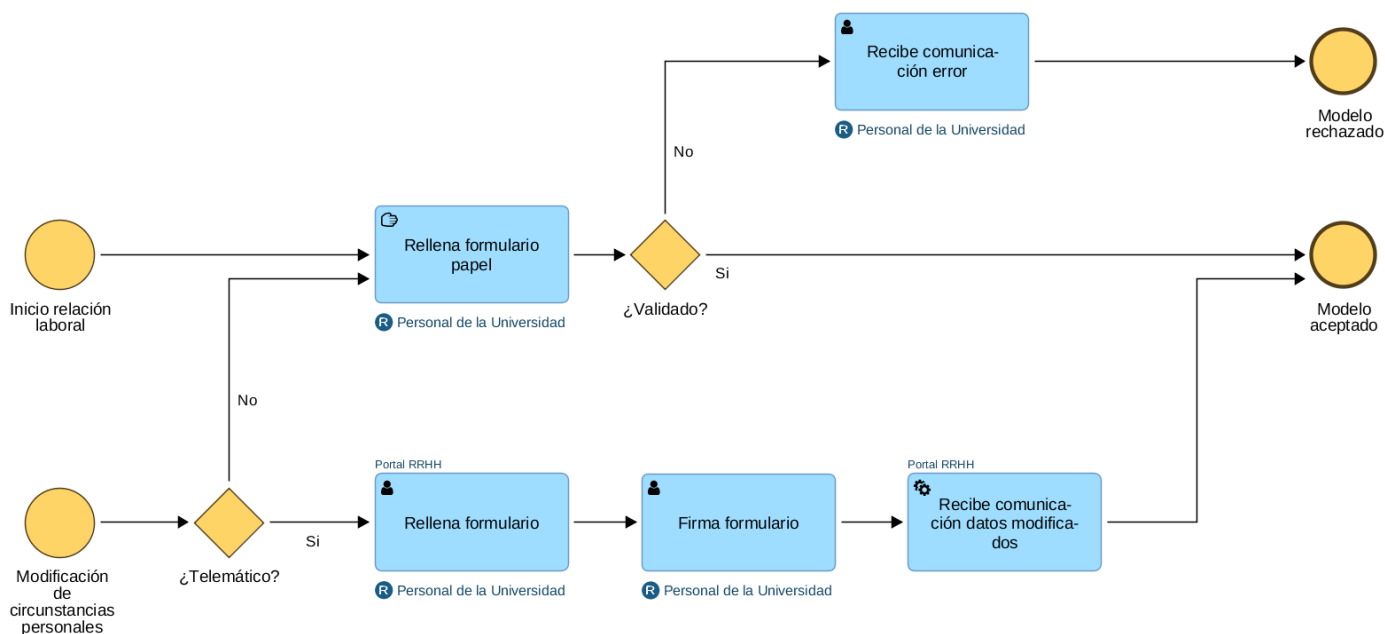 Recibe comunica-
ción error
R Personal de la Universidad
Modelo
rechazado
No
Inicio relación
laboral
Rellena formulario
papel
R Personal de la Universidad
¿Validado?
Si
Modelo
aceptado
No
Modificación
de
circunstancias
personales
¿Telemático?
Si
Portal RRHH
Rellena formulario
R Personal de la Universidad
Firma formulario
R Personal de la Universidad
Portal RRHH
Recibe comunica-
ción datos modifica-
dos